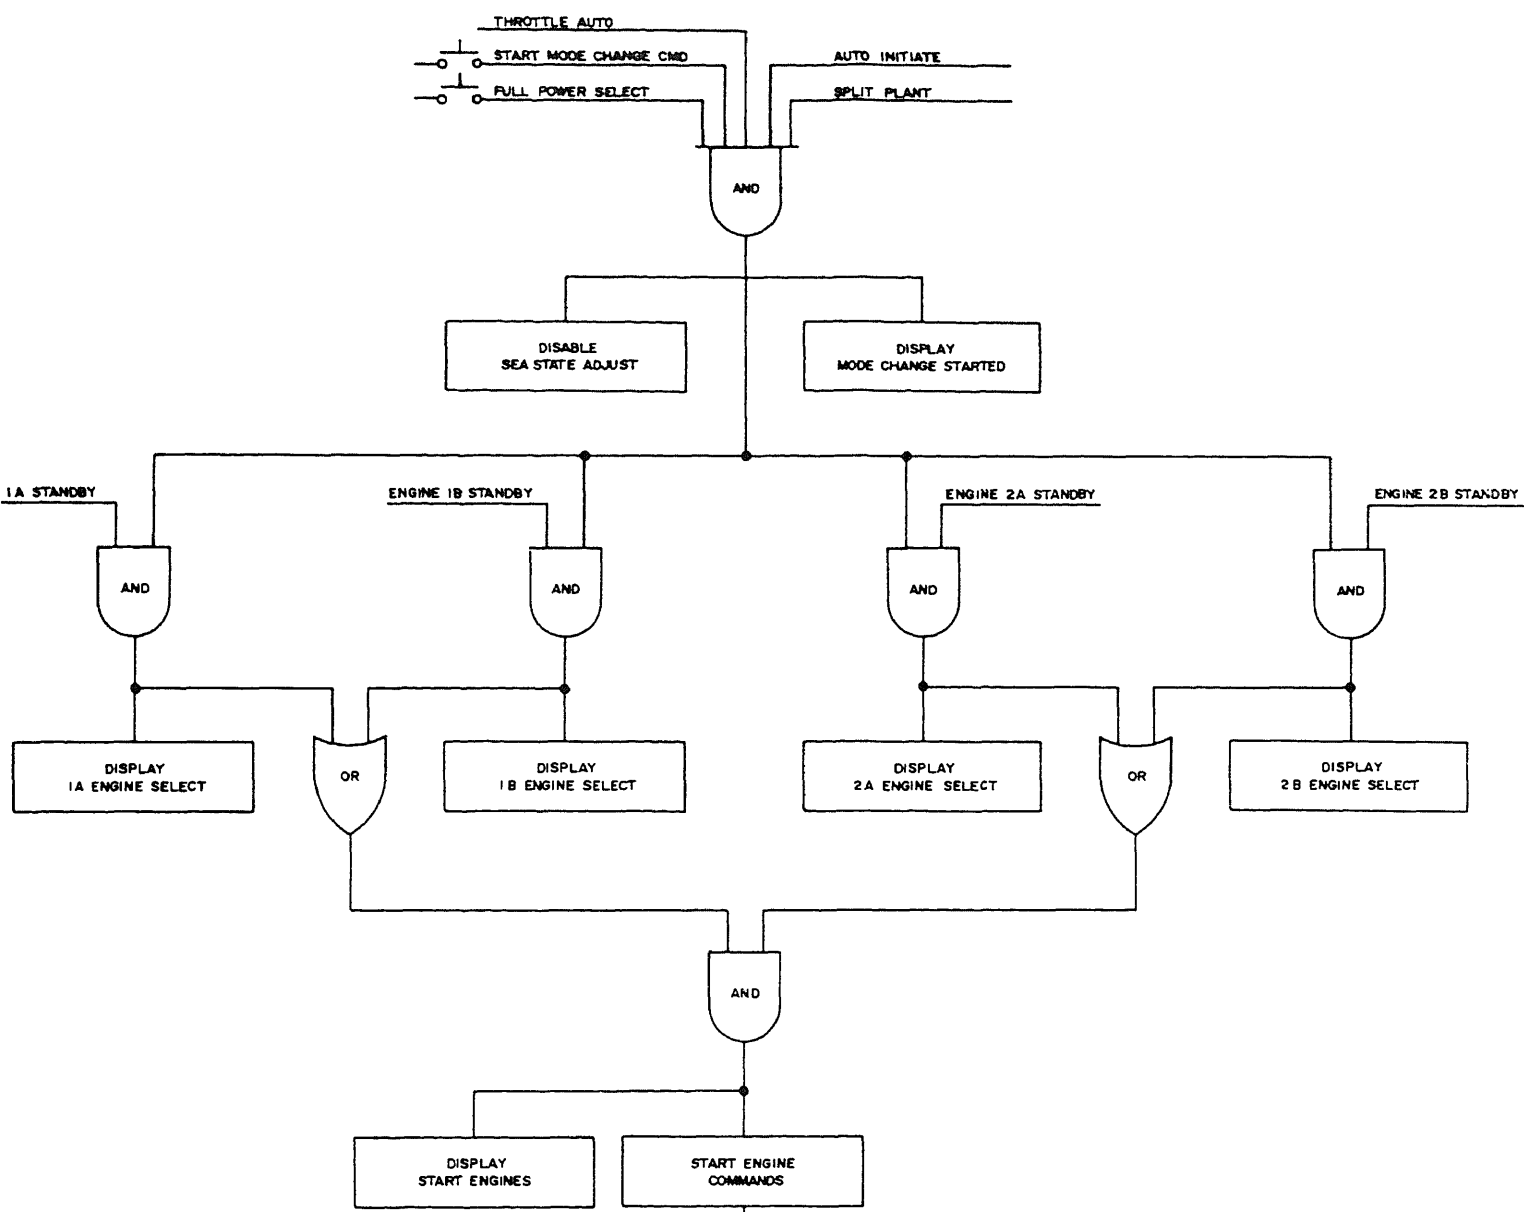 THROTTLE AUTO
START MODE CHANGE CMD
AUTO INITIATE
FULL POWER SELECT
SPLIT PLANT
AND
DISABLE
SEA STATE ADJUST
DISPLAY
MODE CHANGE STARTED
1A STANDBY
ENGINE 1B STANDBY
ENGINE 2A STANDBY
ENGINE 2B STANDBY
AND
AND
AND
AND
DISPLAY
1A ENGINE SELECT
OR
DISPLAY
1B ENGINE SELECT
DISPLAY
2A ENGINE SELECT
OR
DISPLAY
2B ENGINE SELECT
AND
DISPLAY
START ENGINES
START ENGINE
COMMANDS